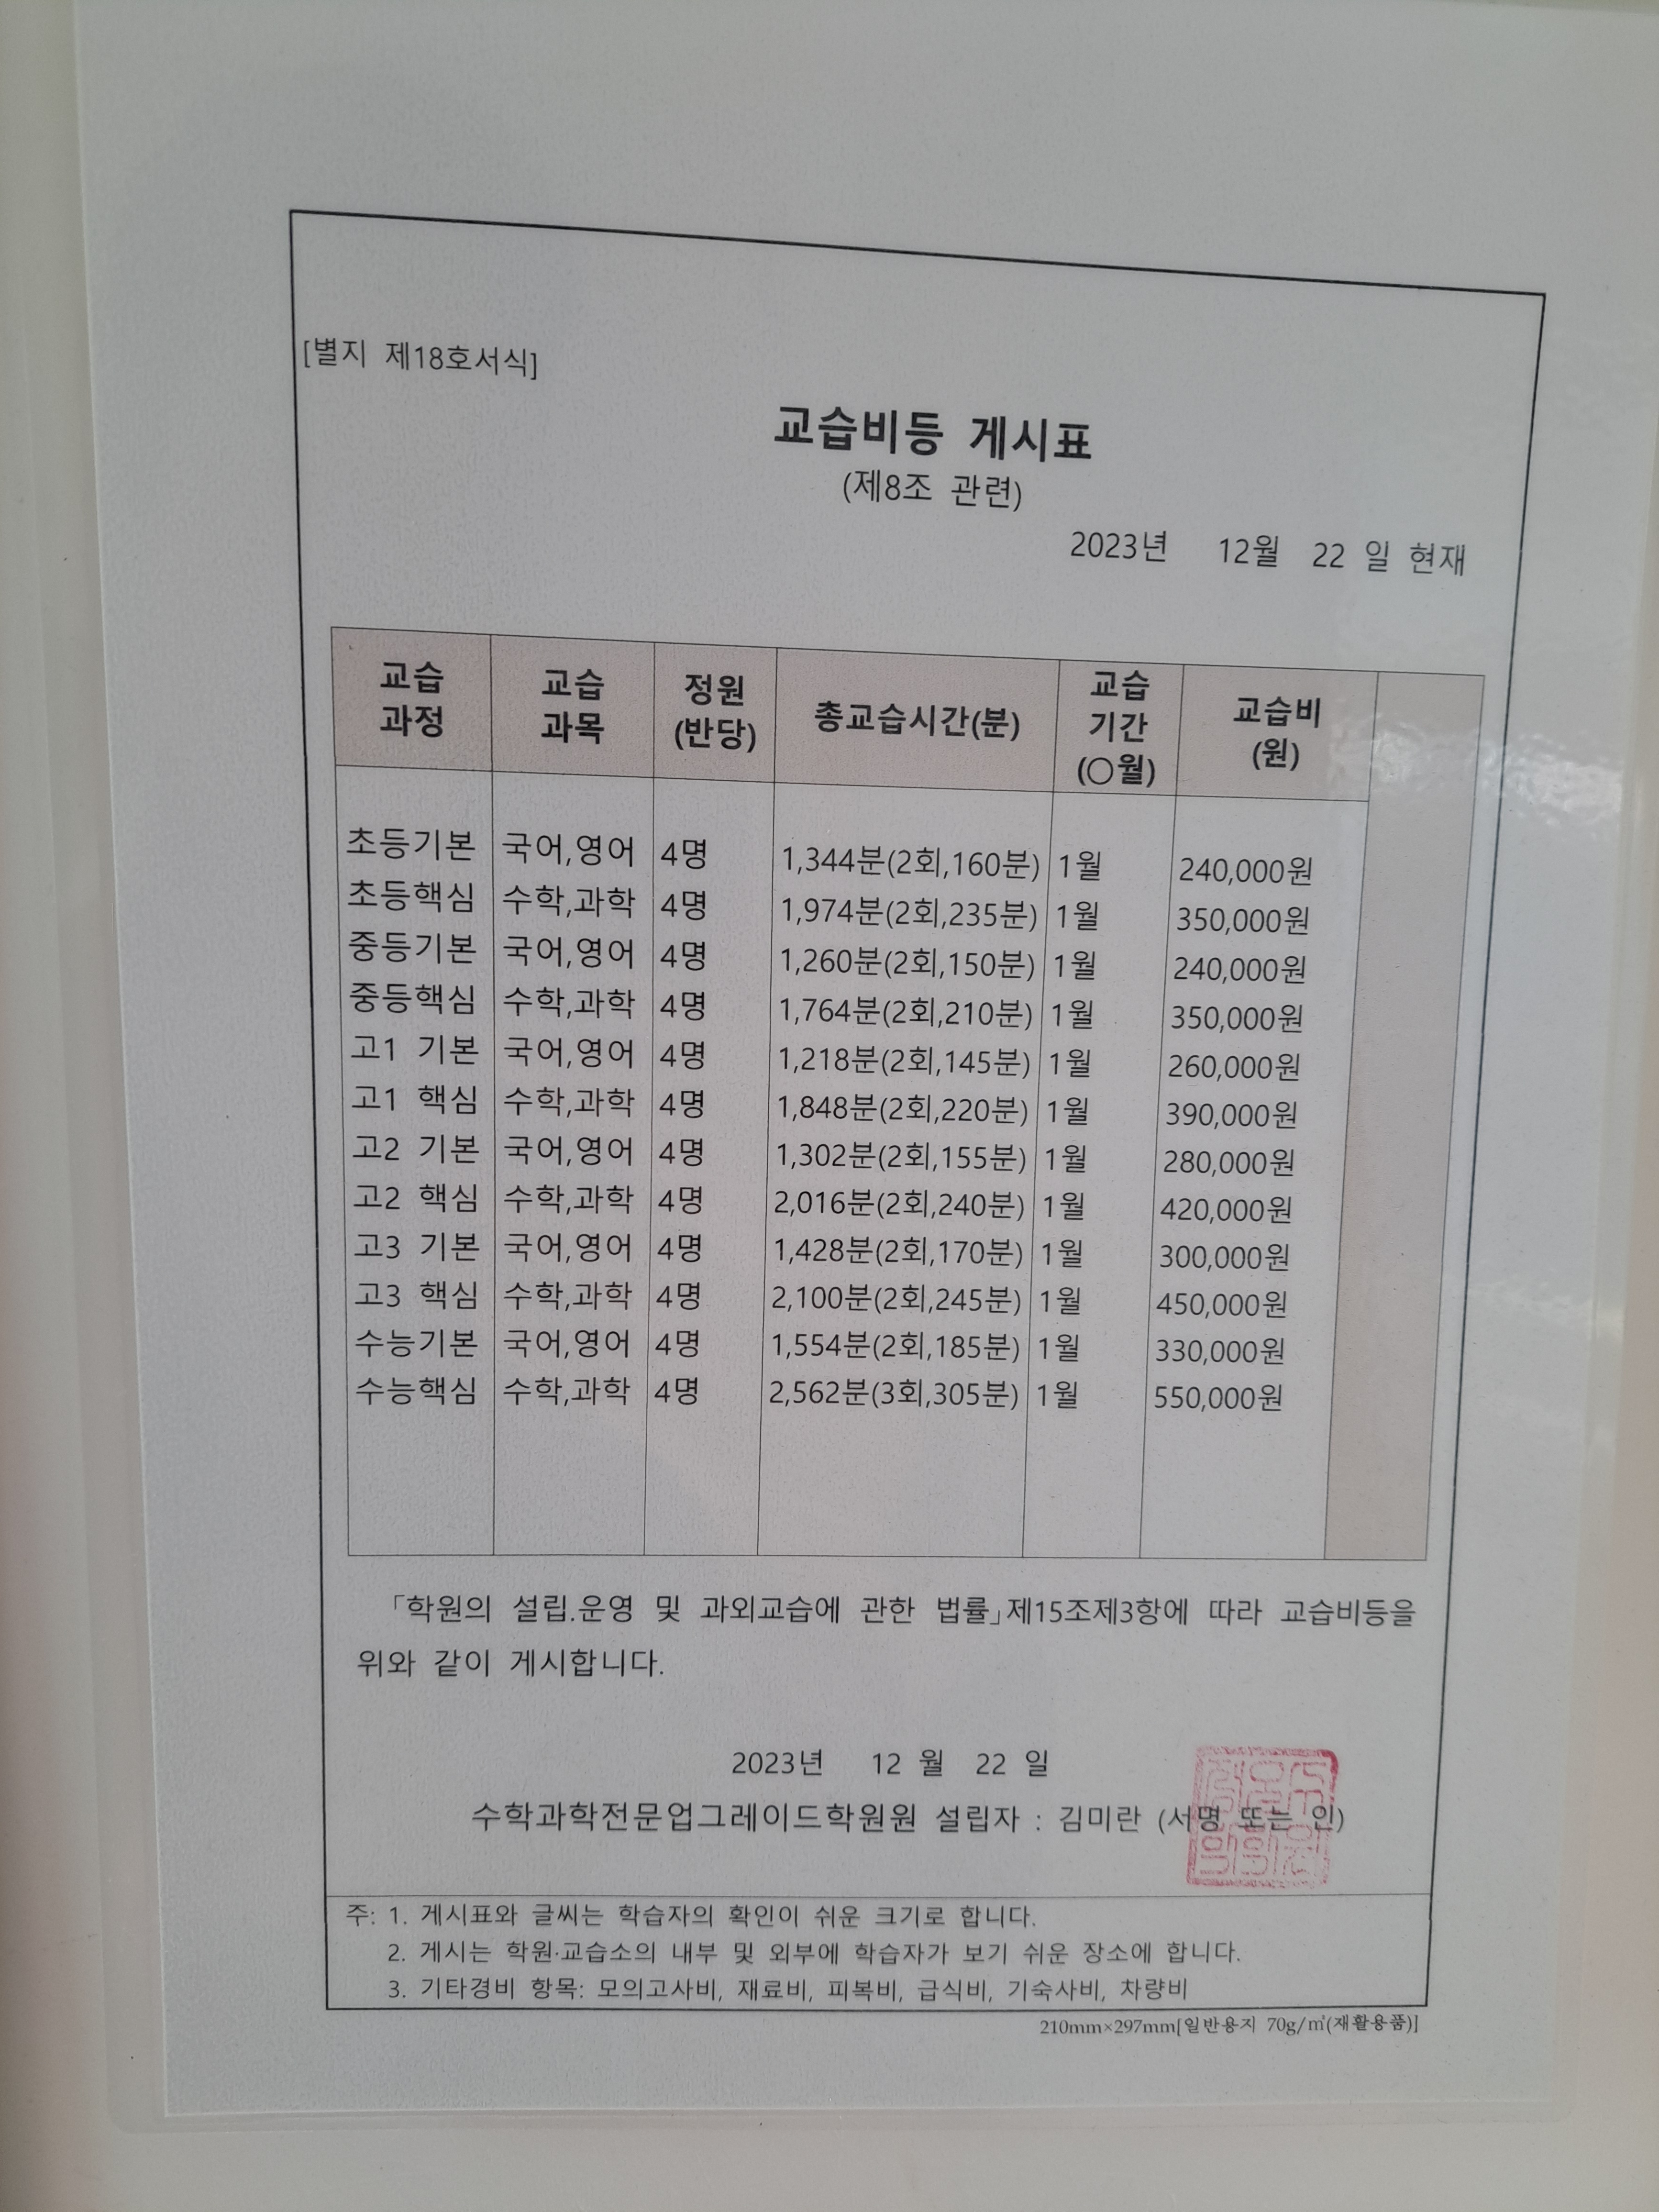 [별지 제18호서식]
교습비등 게시표
(제8조 관련)
2023년 12월 22 일 현재
교습 과정 교습 과목 정원 (반당) 총교습시간(분) 교습 기간 (○월) 교습비 (원)
초등기본 국어,영어 4명 1,344분(2회,160분) 1월 240,000원
초등핵심 수학,과학 4명 1,974분(2회,235분) 1월 350,000원
중등기본 국어,영어 4명 1,260분(2회,150분) 1월 240,000원
중등핵심 수학,과학 4명 1,764분(2회,210분) 1월 350,000원
고1 기본 국어,영어 4명 1,218분(2회,145분) 1월 260,000원
고1 핵심 수학,과학 4명 1,848분(2회,220분) 1월 390,000원
고2 기본 국어,영어 4명 1,302분(2회,155분) 1월 280,000원
고2 핵심 수학,과학 4명 2,016분(2회,240분) 1월 420,000원
고3 기본 국어,영어 4명 1,428분(2회,170분) 1월 300,000원
고3 핵심 수학,과학 4명 2,100분(2회,245분) 1월 450,000원
수능기본 국어,영어 4명 1,554분(2회,185분) 1월 330,000원
수능핵심 수학,과학 4명 2,562분(3회,305분) 1월 550,000원
「학원의 설립.운영 및 과외교습에 관한 법률」제15조제3항에 따라 교습비등을
위와 같이 게시합니다.
2023년 12 월 22 일
수학과학전문업그레이드학원원 설립자 : 김미란 (서명 또는 인)
주: 1. 게시표와 글씨는 학습자의 확인이 쉬운 크기로 합니다.
2. 게시는 학원·교습소의 내부 및 외부에 학습자가 보기 쉬운 장소에 합니다.
3. 기타경비 항목: 모의고사비, 재료비, 피복비, 급식비, 기숙사비, 차량비
210mm×297mm[일반용지 70g/㎡(재활용품)]